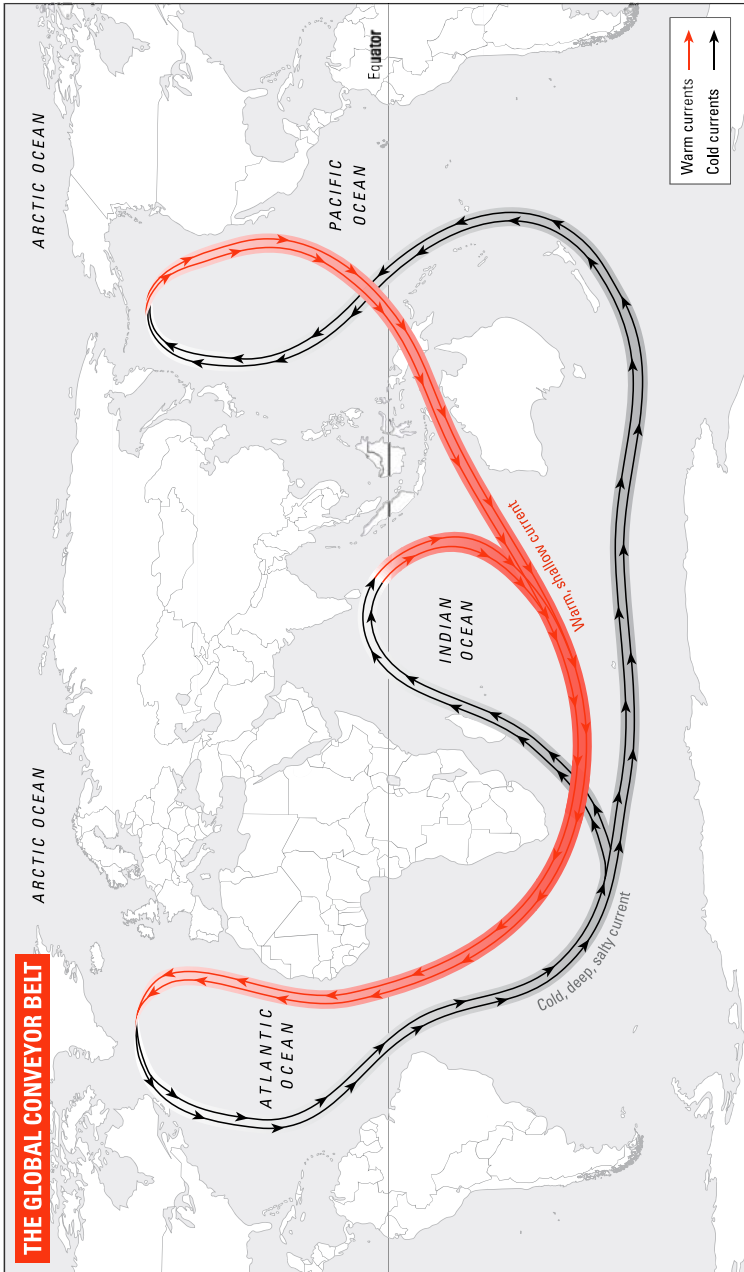 THE GLOBAL CONVEYOR BELT
ARCTIC OCEAN
ARCTIC OCEAN
ATLANTIC
OCEAN
INDIAN
OCEAN
PACIFIC
OCEAN
Equator
Warm, shallow current
Cold, deep, salty current
Warm currents
Cold currents